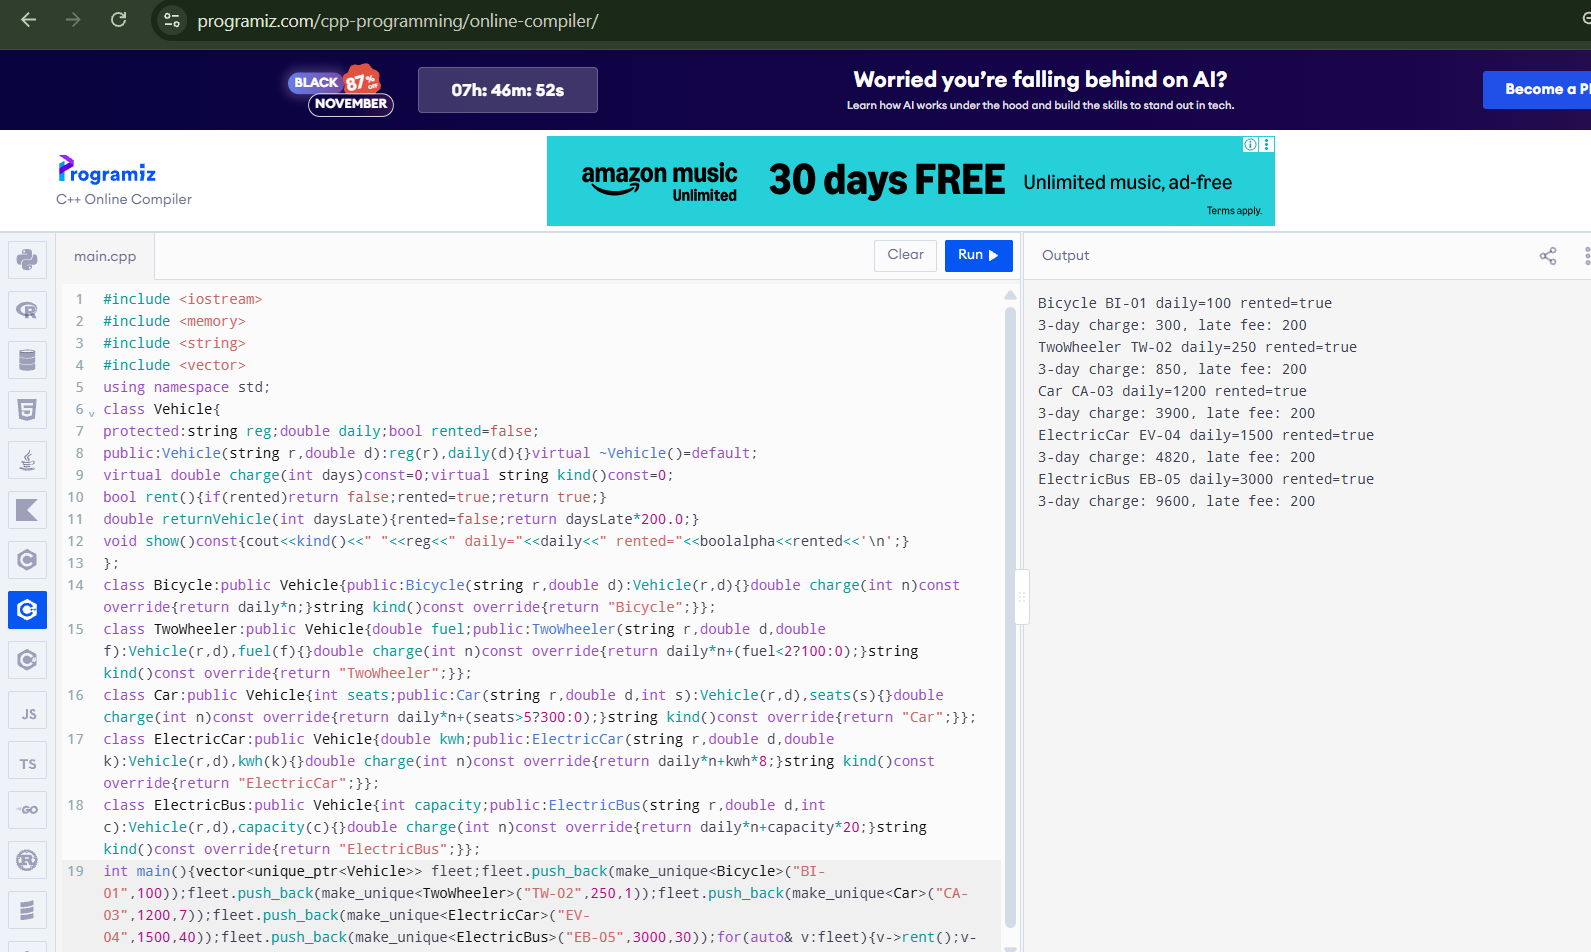 programiz.com/cpp-programming/online-compiler/
BLACK 87% OFF
NOVEMBER
07h: 46m: 52s
Worried you’re falling behind on AI?
Learn how AI works under the hood and build the skills to stand out in tech.
Become a
Programiz
C++ Online Compiler
amazon music
Unlimited
30 days FREE
Unlimited music, ad-free
Terms apply.
main.cpp
Clear
Run
Output
1 #include <iostream>
2 #include <memory>
3 #include <string>
4 #include <vector>
5 using namespace std;
6 class Vehicle{
7 protected:string reg;double daily;bool rented=false;
8 public:Vehicle(string r,double d):reg(r),daily(d){}virtual ~Vehicle()=default;
9 virtual double charge(int days)const=0;virtual string kind()const=0;
10 bool rent(){if(rented)return false;rented=true;return true;}
11 double returnVehicle(int daysLate){rented=false;return daysLate*200.0;}
12 void show()const{cout<<kind()<<" "<<reg<<" daily="<<daily<<" rented="<<boolalpha<<rented<<'\n';}
13 };
14 class Bicycle:public Vehicle{public:Bicycle(string r,double d):Vehicle(r,d){}double charge(int n)const
override{return daily*n;}string kind()const override{return "Bicycle";}};
15 class TwoWheeler:public Vehicle{double fuel;public:TwoWheeler(string r,double d,double
f):Vehicle(r,d),fuel(f){}double charge(int n)const override{return daily*n+(fuel<2?100:0);}string
kind()const override{return "TwoWheeler";}};
16 class Car:public Vehicle{int seats;public:Car(string r,double d,int s):Vehicle(r,d),seats(s){}double
charge(int n)const override{return daily*n+(seats>5?300:0);}string kind()const override{return "Car";}};
17 class ElectricCar:public Vehicle{double kwh;public:ElectricCar(string r,double d,double
k):Vehicle(r,d),kwh(k){}double charge(int n)const override{return daily*n+kwh*8;}string kind()const
override{return "ElectricCar";}};
18 class ElectricBus:public Vehicle{int capacity;public:ElectricBus(string r,double d,int
c):Vehicle(r,d),capacity(c){}double charge(int n)const override{return daily*n+capacity*20;}string
kind()const override{return "ElectricBus";}};
19 int main(){vector<unique_ptr<Vehicle>> fleet;fleet.push_back(make_unique<Bicycle>("BI-
01",100));fleet.push_back(make_unique<TwoWheeler>("TW-02",250,1));fleet.push_back(make_unique<Car>("CA-
03",1200,7));fleet.push_back(make_unique<ElectricCar>("EV-
04",1500,40));fleet.push_back(make_unique<ElectricBus>("EB-05",3000,30));for(auto& v:fleet){v->rent();v-
Bicycle BI-01 daily=100 rented=true
3-day charge: 300, late fee: 200
TwoWheeler TW-02 daily=250 rented=true
3-day charge: 850, late fee: 200
Car CA-03 daily=1200 rented=true
3-day charge: 3900, late fee: 200
ElectricCar EV-04 daily=1500 rented=true
3-day charge: 4820, late fee: 200
ElectricBus EB-05 daily=3000 rented=true
3-day charge: 9600, late fee: 200
JS
TS
GO